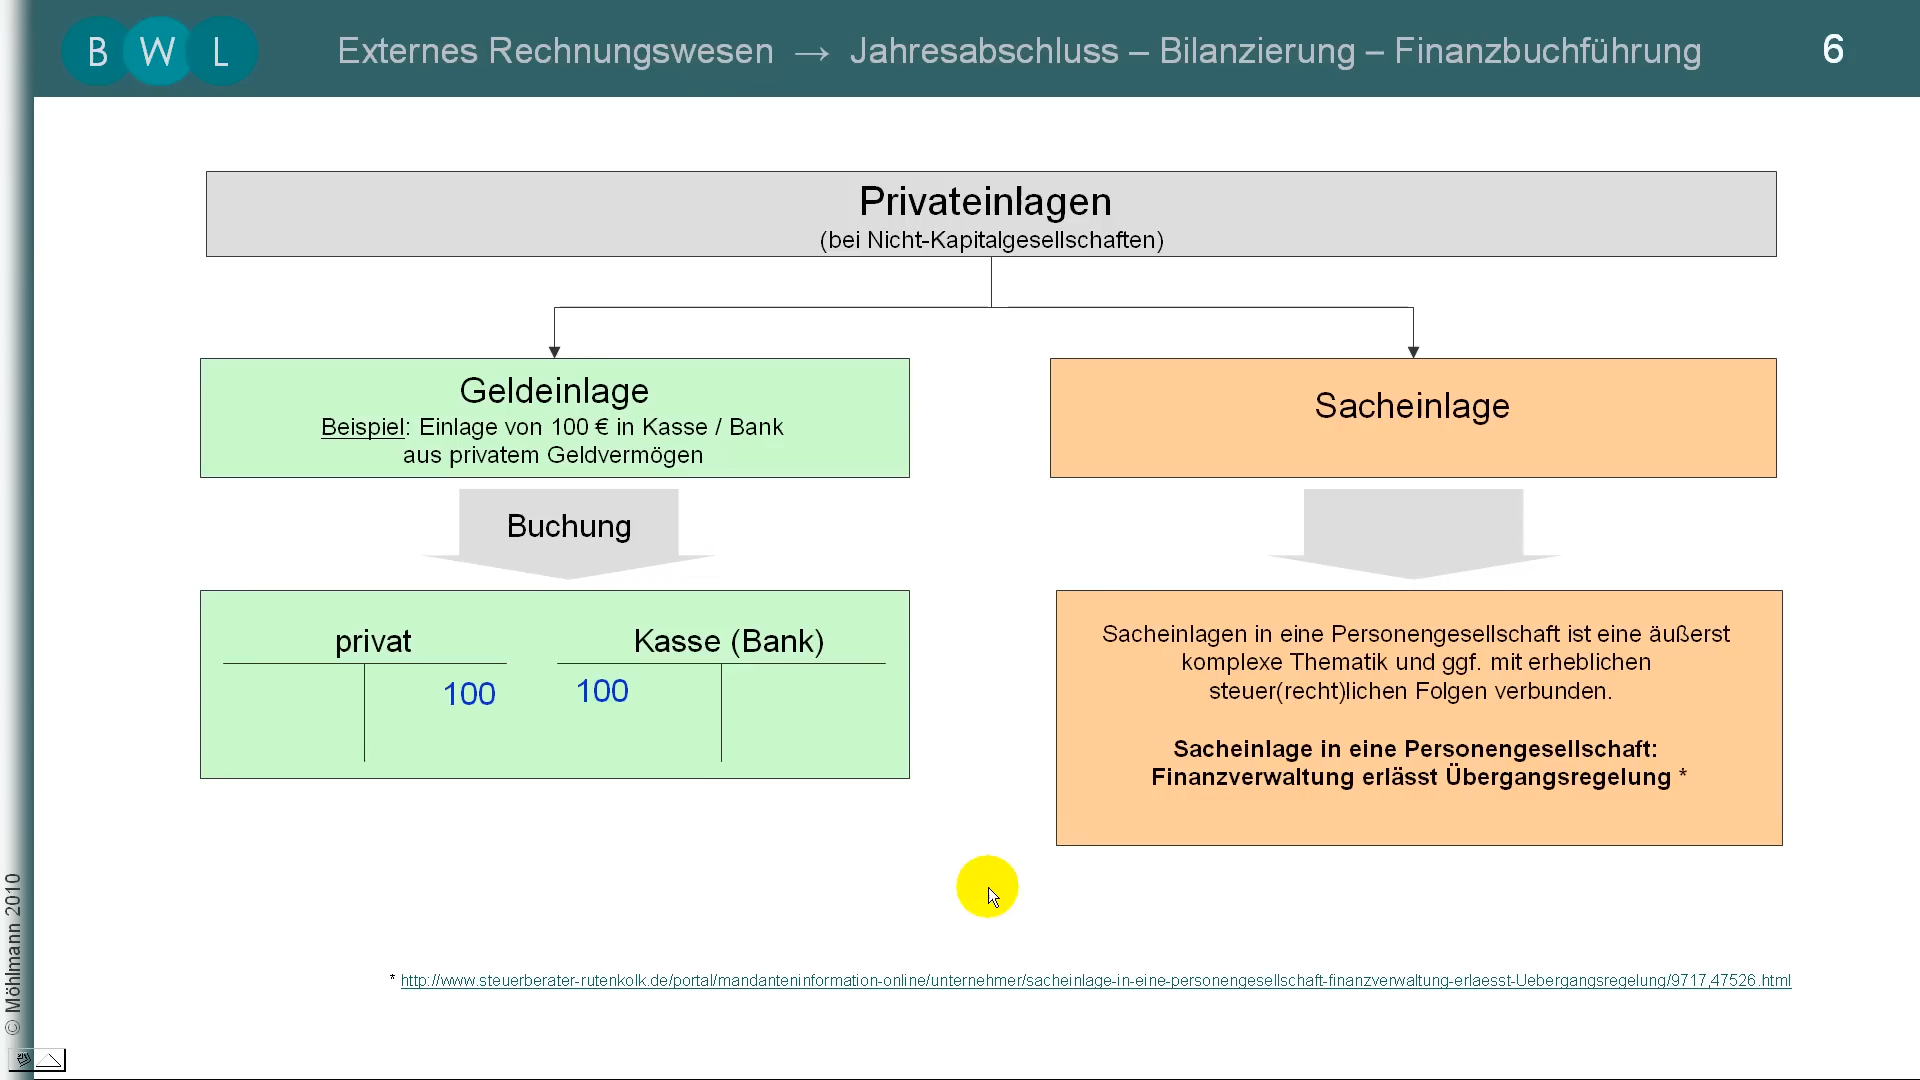 B W L
Externes Rechnungswesen → Jahresabschluss – Bilanzierung – Finanzbuchführung
6
Privateinlagen
(bei Nicht-Kapitalgesellschaften)
Geldeinlage
Beispiel: Einlage von 100 € in Kasse / Bank
aus privatem Geldvermögen
Sacheinlage
Buchung
privat
Kasse (Bank)
100
100
Sacheinlagen in eine Personengesellschaft ist eine äußerst
komplexe Thematik und ggf. mit erheblichen
steuer(recht)lichen Folgen verbunden.
Sacheinlage in eine Personengesellschaft:
Finanzverwaltung erlässt Übergangsregelung *
* http://www.steuerberater-rutenkolk.de/portal/mandanteninformation-online/unternehmer/sacheinlage-in-eine-personengesellschaft-finanzverwaltung-erlaesst-Uebergangsregelung/9717,47526.html
© Möhlmann 2010